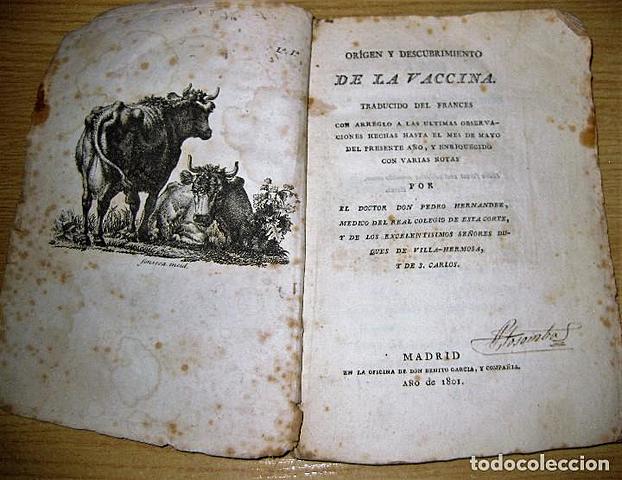 fonseca incid.
ORÍGEN Y DESCUBRIMIENTO
DE LA VACCINA.
TRADUCIDO DEL FRANCES
CON ARREGLO A LAS ULTIMAS OBSERVA-
CIONES HECHAS HASTA EL MES DE MAYO
DEL PRESENTE AÑO, Y ENRIQUECIDO
CON VARIAS NOTAS
POR
EL DOCTOR DON PEDRO HERNANDEZ,
MEDICO DEL REAL COLEGIO DE ESTA CORTE,
Y DE LOS EXCELENTISIMOS SEÑORES DU-
QUES DE VILLA-HERMOSA,
Y DE S. CARLOS.
MADRID
EN LA OFICINA DE DON BENITO GARCIA, Y COMPAÑIA.
AÑO de 1801.
todocoleccion.net